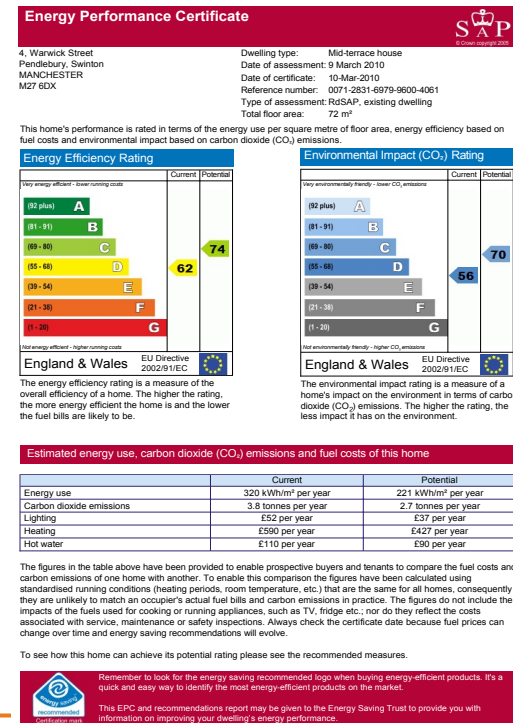 Energy Performance Certificate
SAP
© Crown copyright 2005
4, Warwick Street
Pendlebury, Swinton
MANCHESTER
M27 6DX
Dwelling type: Mid-terrace house
Date of assessment: 9 March 2010
Date of certificate: 10-Mar-2010
Reference number: 0071-2831-6979-9600-4061
Type of assessment: RdSAP, existing dwelling
Total floor area: 72 m²
This home's performance is rated in terms of the energy use per square metre of floor area, energy efficiency based on
fuel costs and environmental impact based on carbon dioxide (CO₂) emissions.
Energy Efficiency Rating
Current Potential
Very energy efficient - lower running costs
(92 plus) A
(81 - 91) B
(69 - 80) C
(55 - 68) D
(39 - 54) E
(21 - 38) F
(1 - 20) G
62
74
Not energy efficient - higher running costs
England & Wales
EU Directive
2002/91/EC
The energy efficiency rating is a measure of the
overall efficiency of a home. The higher the rating,
the more energy efficient the home is and the lower
the fuel bills are likely to be.
Environmental Impact (CO₂) Rating
Current Potential
Very environmentally friendly - lower CO₂ emissions
(92 plus) A
(81 - 91) B
(69 - 80) C
(55 - 68) D
(39 - 54) E
(21 - 38) F
(1 - 20) G
56
70
Not environmentally friendly - higher CO₂ emissions
England & Wales
EU Directive
2002/91/EC
The environmental impact rating is a measure of a
home's impact on the environment in terms of carbo
dioxide (CO₂) emissions. The higher the rating, the
less impact it has on the environment.
Estimated energy use, carbon dioxide (CO₂) emissions and fuel costs of this home
Current Potential
Energy use 320 kWh/m² per year 221 kWh/m² per year
Carbon dioxide emissions 3.8 tonnes per year 2.7 tonnes per year
Lighting £52 per year £37 per year
Heating £590 per year £427 per year
Hot water £110 per year £90 per year
The figures in the table above have been provided to enable prospective buyers and tenants to compare the fuel costs and
carbon emissions of one home with another. To enable this comparison the figures have been calculated using
standardised running conditions (heating periods, room temperature, etc.) that are the same for all homes, consequently
they are unlikely to match an occupier's actual fuel bills and carbon emissions in practice. The figures do not include the
impacts of the fuels used for cooking or running appliances, such as TV, fridge etc.; nor do they reflect the costs
associated with service, maintenance or safety inspections. Always check the certificate date because fuel prices can
change over time and energy saving recommendations will evolve.
To see how this home can achieve its potential rating please see the recommended measures.
energy saving
recommended
Certification mark
Remember to look for the energy saving recommended logo when buying energy-efficient products. It's a
quick and easy way to identify the most energy-efficient products on the market.
This EPC and recommendations report may be given to the Energy Saving Trust to provide you with
information on improving your dwelling's energy performance.